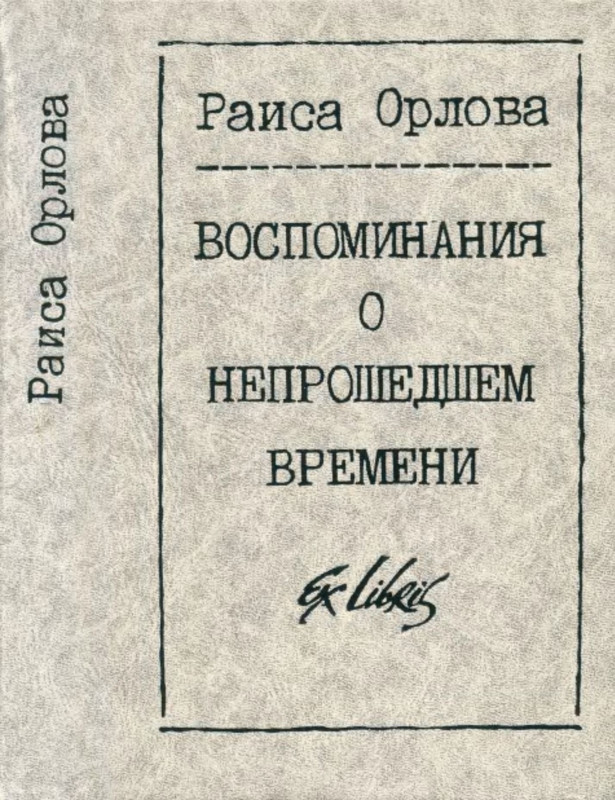 Раиса Орлова
Раиса Орлова
ВОСПОМИНАНИЯ
О
НЕПРОШЕДШЕМ
ВРЕМЕНИ
Ex Libris